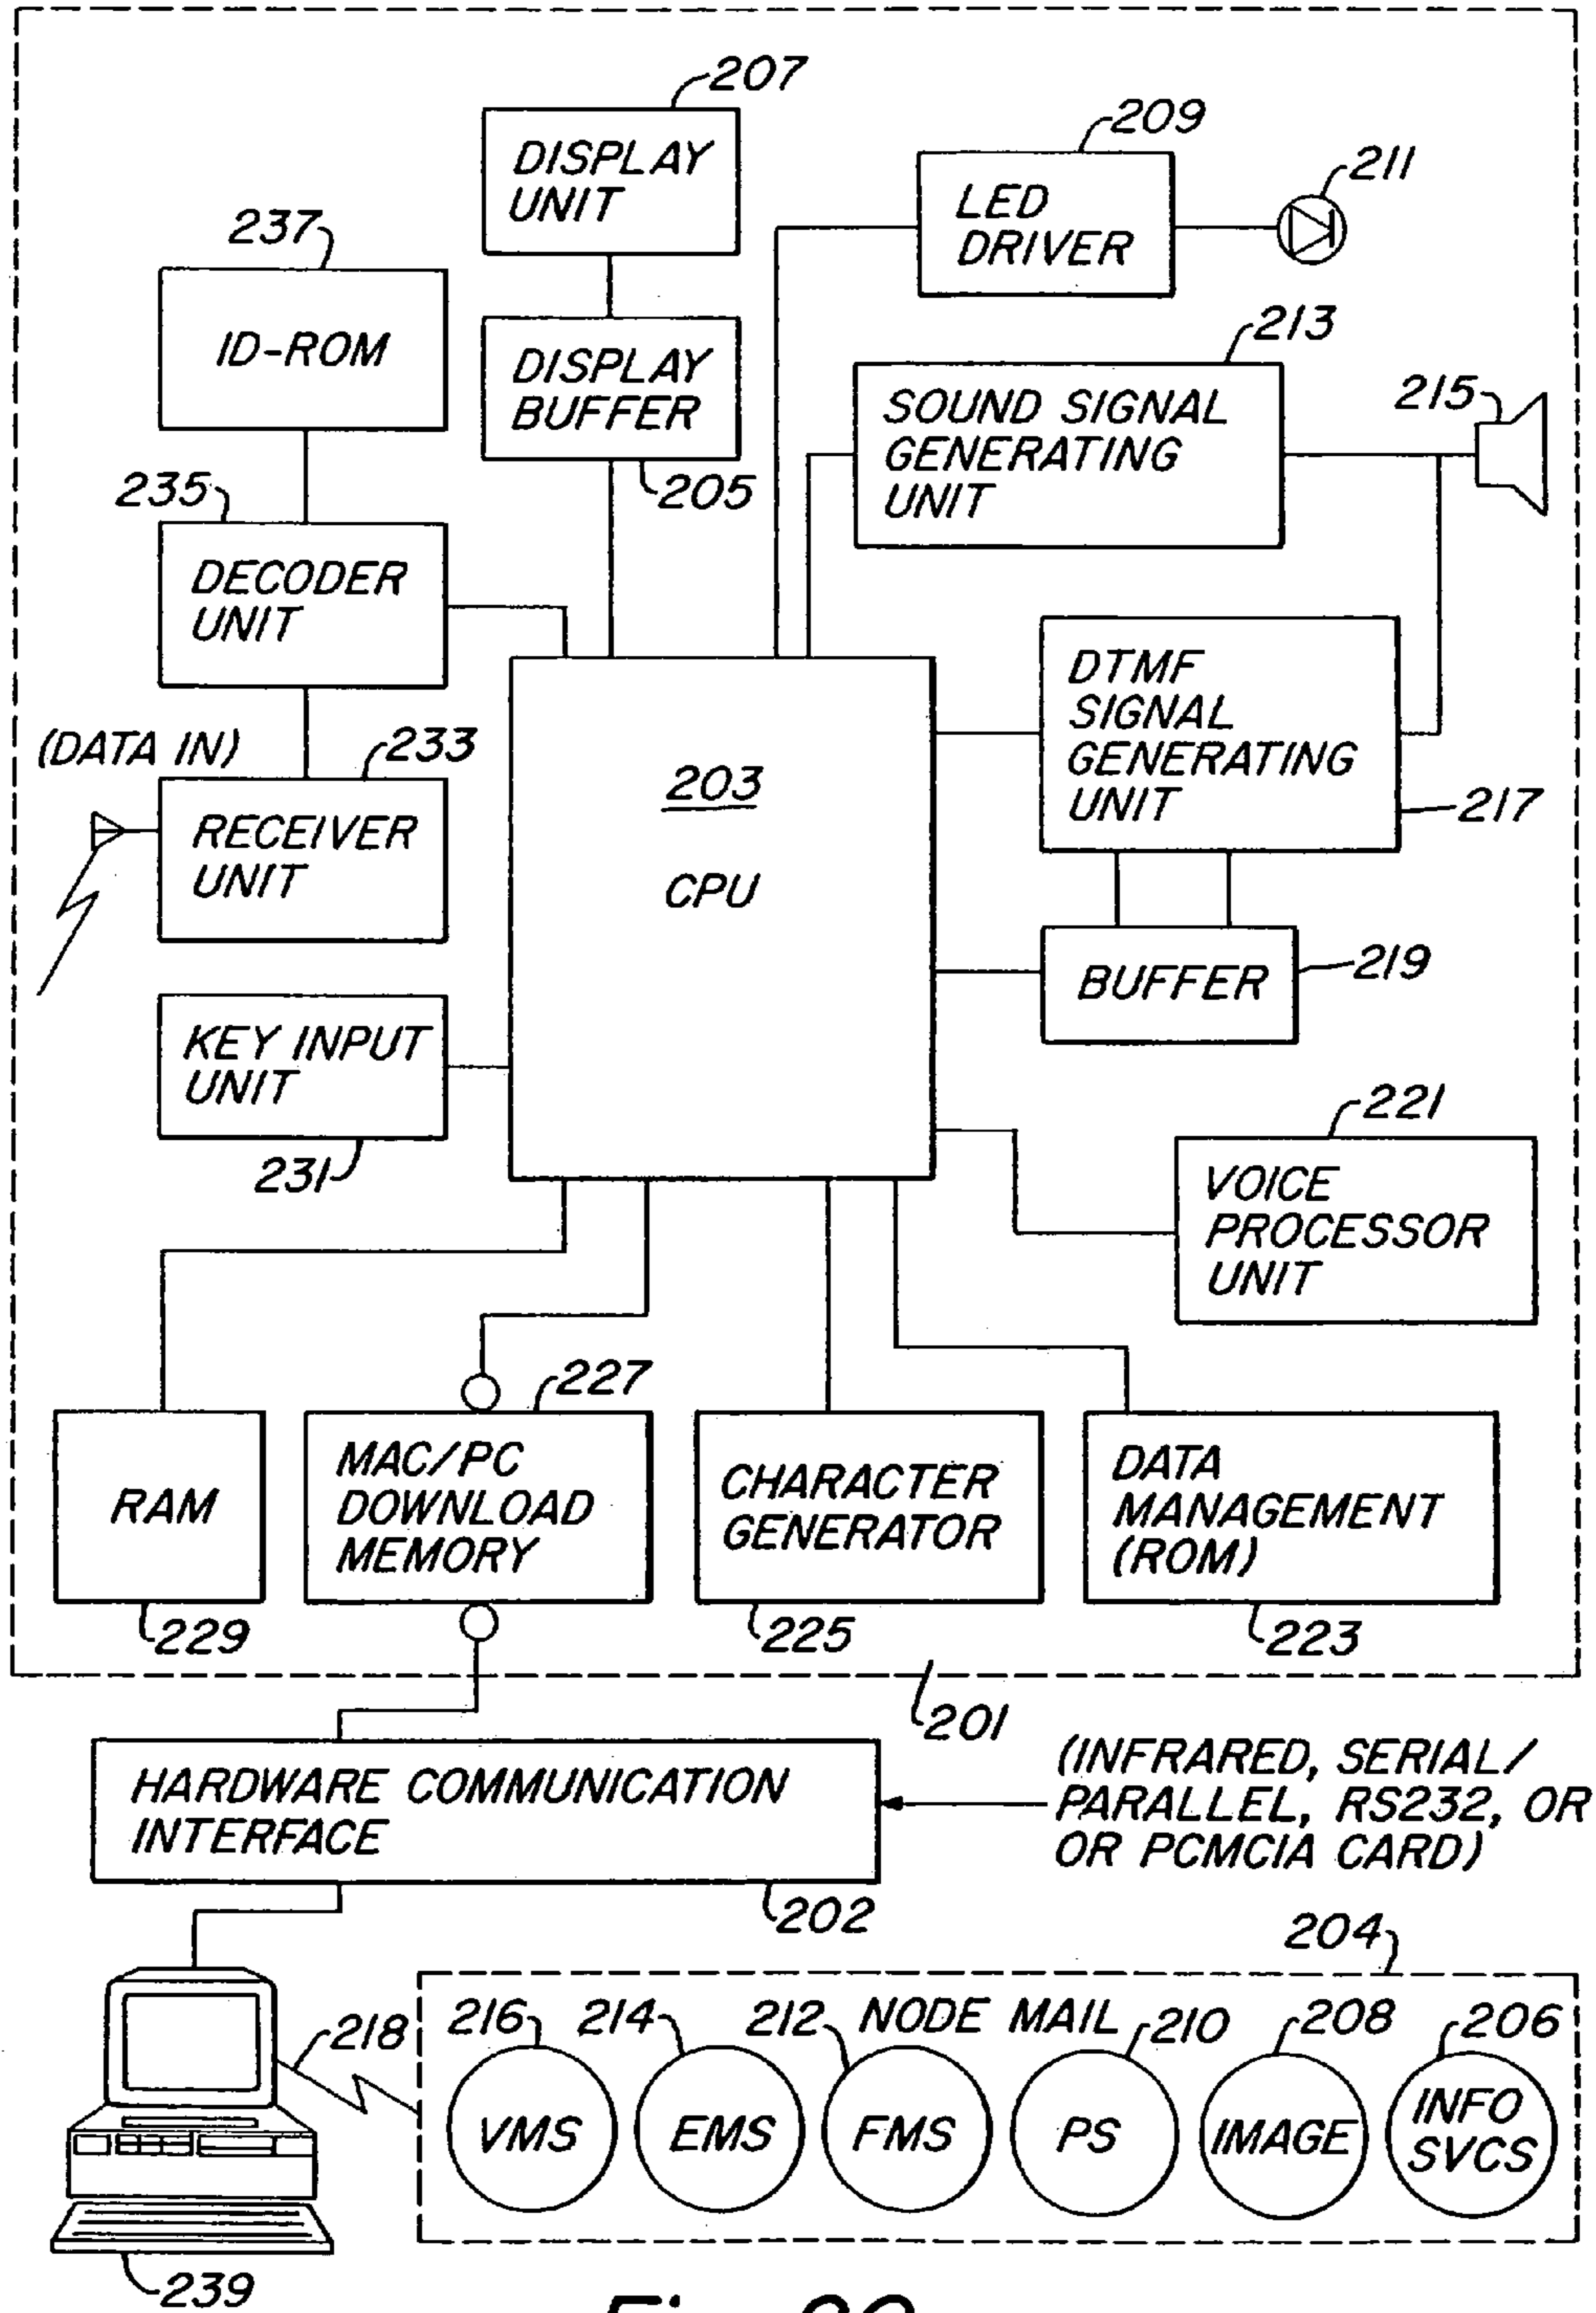 207
DISPLAY
UNIT
209
LED
DRIVER
211
237
ID-ROM
DISPLAY
BUFFER
205
213
SOUND SIGNAL
GENERATING
UNIT
215
235
DECODER
UNIT
DTMF
SIGNAL
GENERATING
UNIT
217
(DATA IN)
233
RECEIVER
UNIT
203
CPU
BUFFER
219
KEY INPUT
UNIT
231
221
VOICE
PROCESSOR
UNIT
RAM
229
227
MAC/PC
DOWNLOAD
MEMORY
CHARACTER
GENERATOR
225
DATA
MANAGEMENT
(ROM)
223
201
HARDWARE COMMUNICATION
INTERFACE
202
(INFRARED, SERIAL/
PARALLEL, RS232, OR
OR PCMCIA CARD)
204
NODE MAIL
218
216
VMS
214
EMS
212
FMS
210
PS
208
IMAGE
206
INFO
SVCS
239